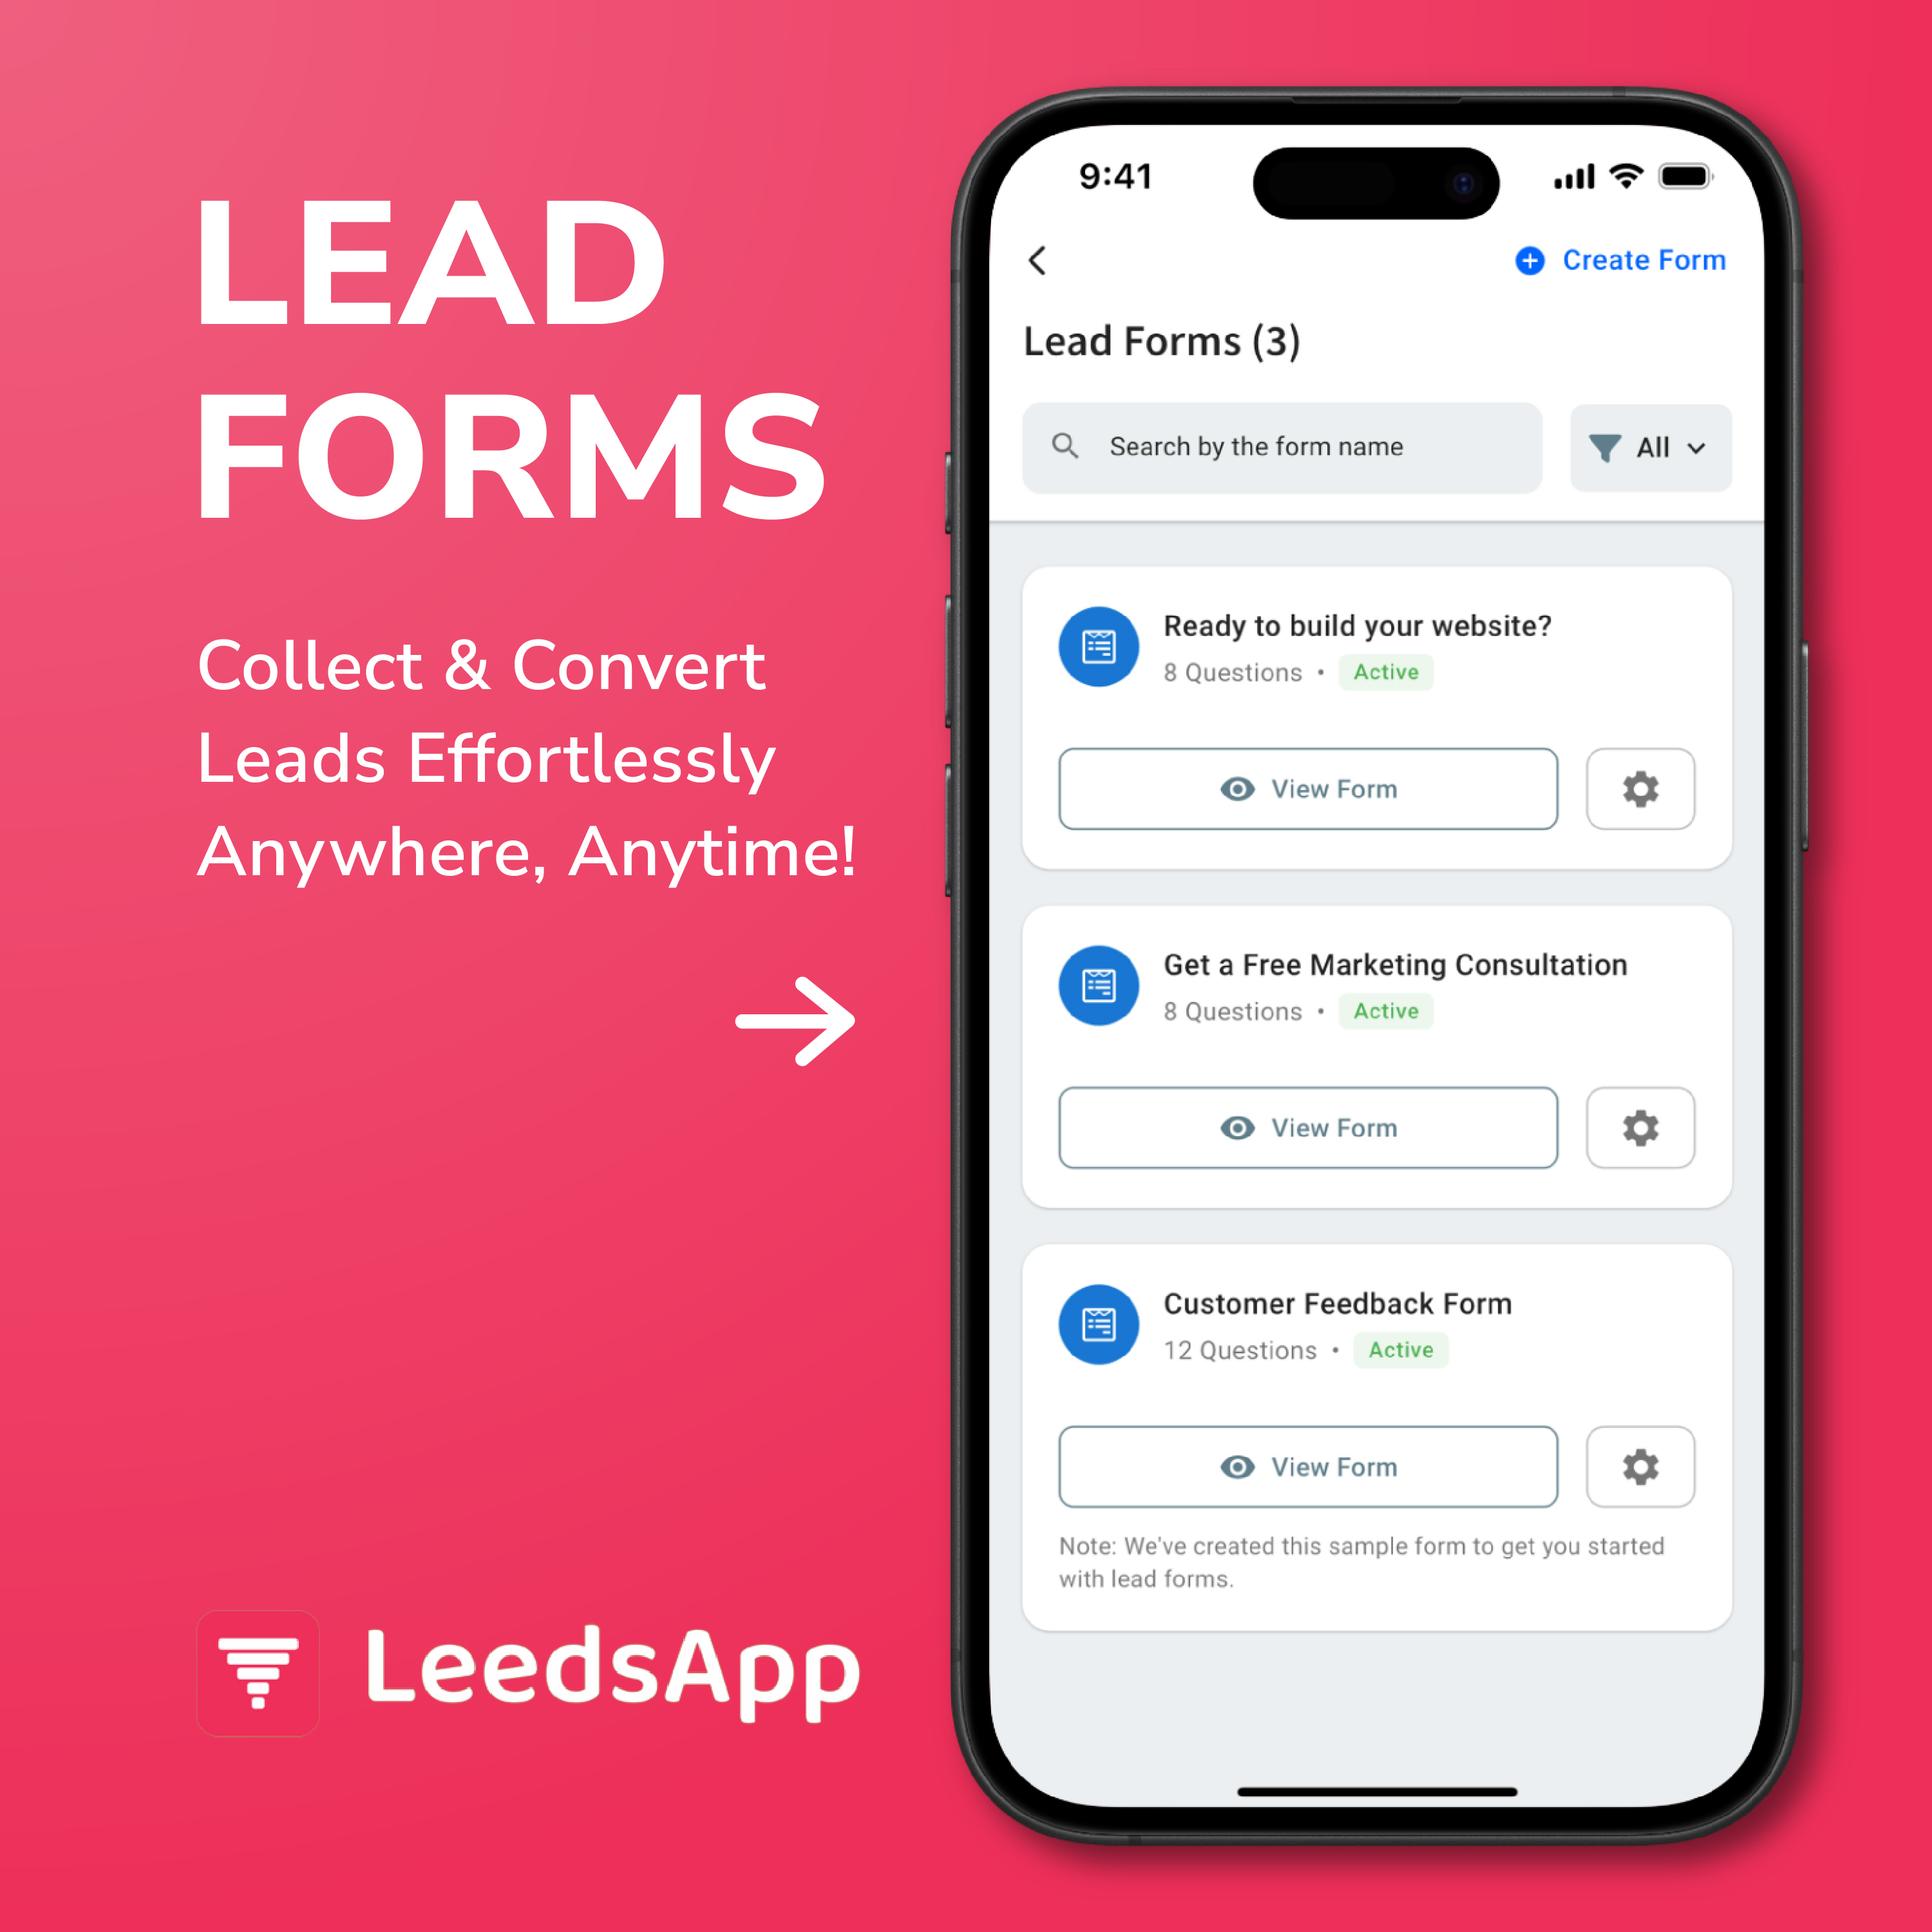 LEAD
FORMS
Collect & Convert
Leads Effortlessly
Anywhere, Anytime!
LeedsApp
9:41
Create Form
Lead Forms (3)
Search by the form name
All
Ready to build your website?
8 Questions • Active
View Form
Get a Free Marketing Consultation
8 Questions • Active
View Form
Customer Feedback Form
12 Questions • Active
View Form
Note: We've created this sample form to get you started
with lead forms.